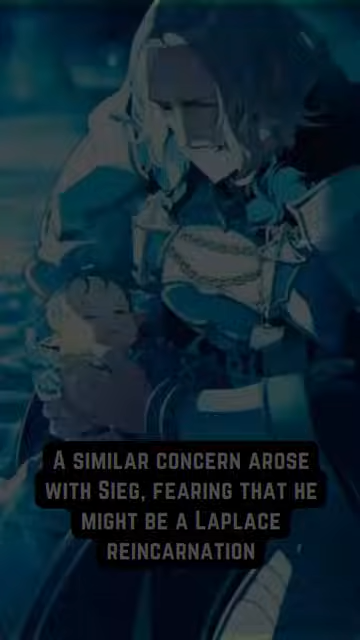 A similar concern arose
with Sieg, fearing that he
might be a Laplace
reincarnation